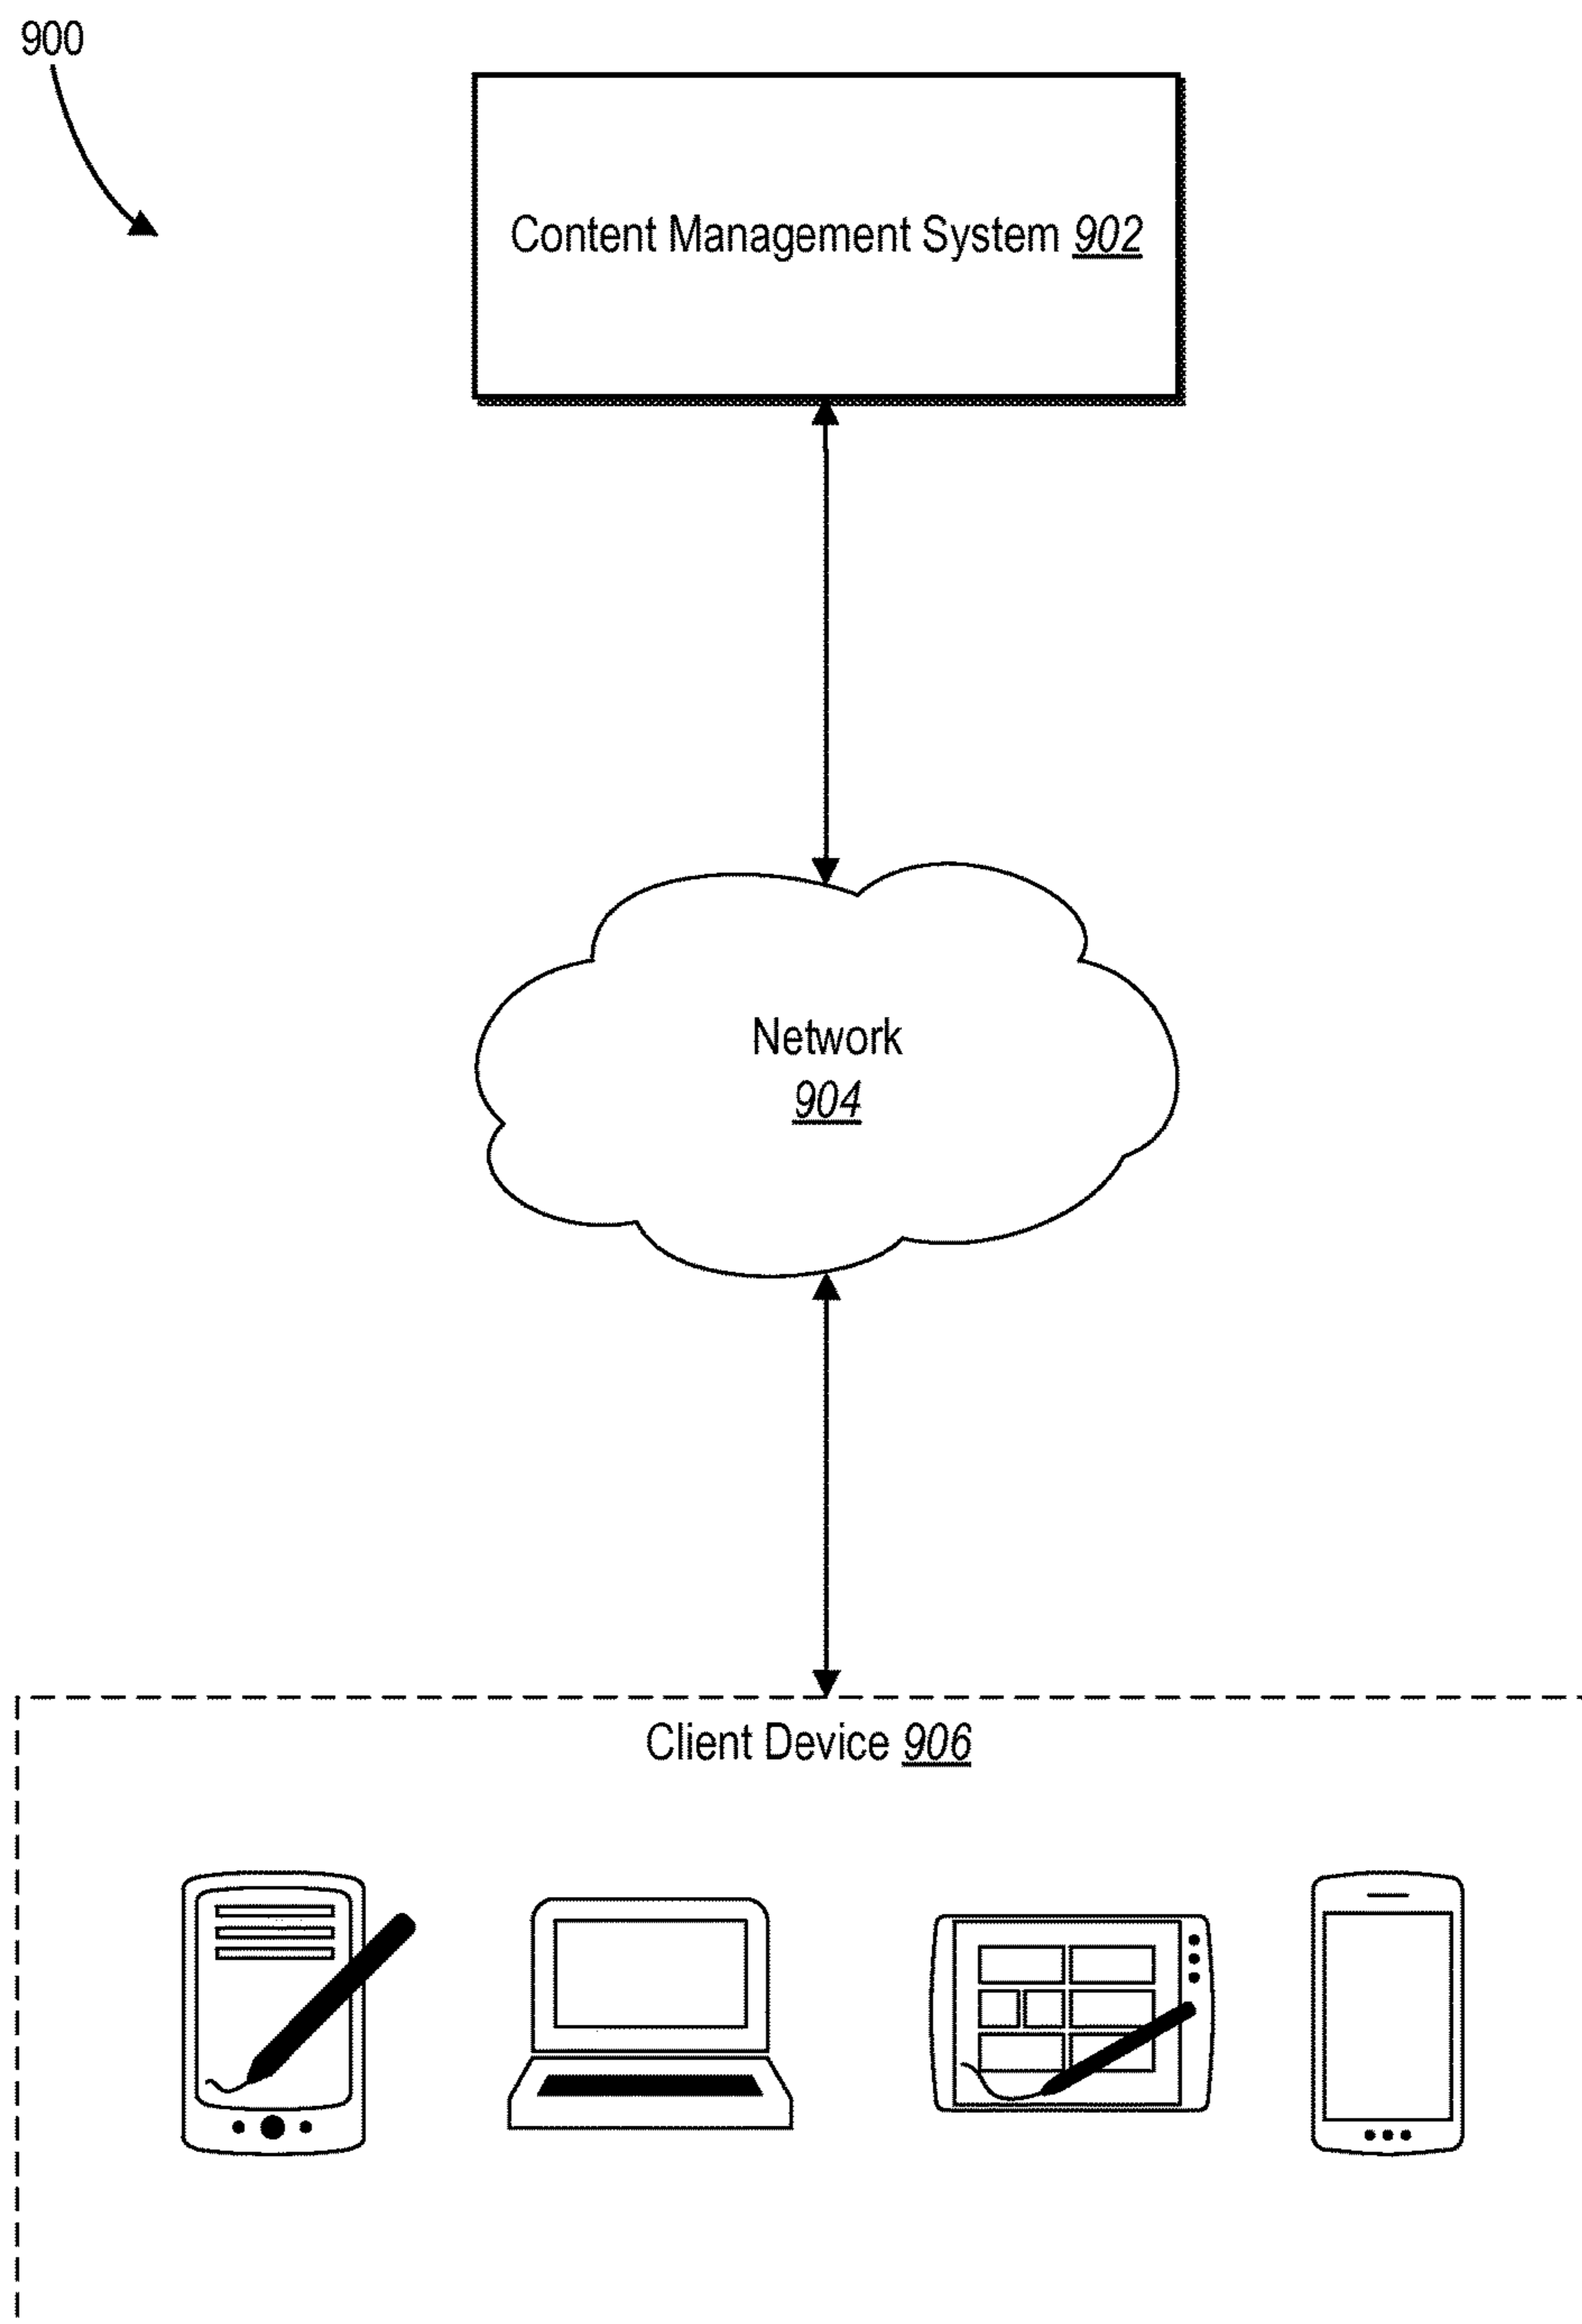 900
Content Management System 902
Network
904
Client Device 906